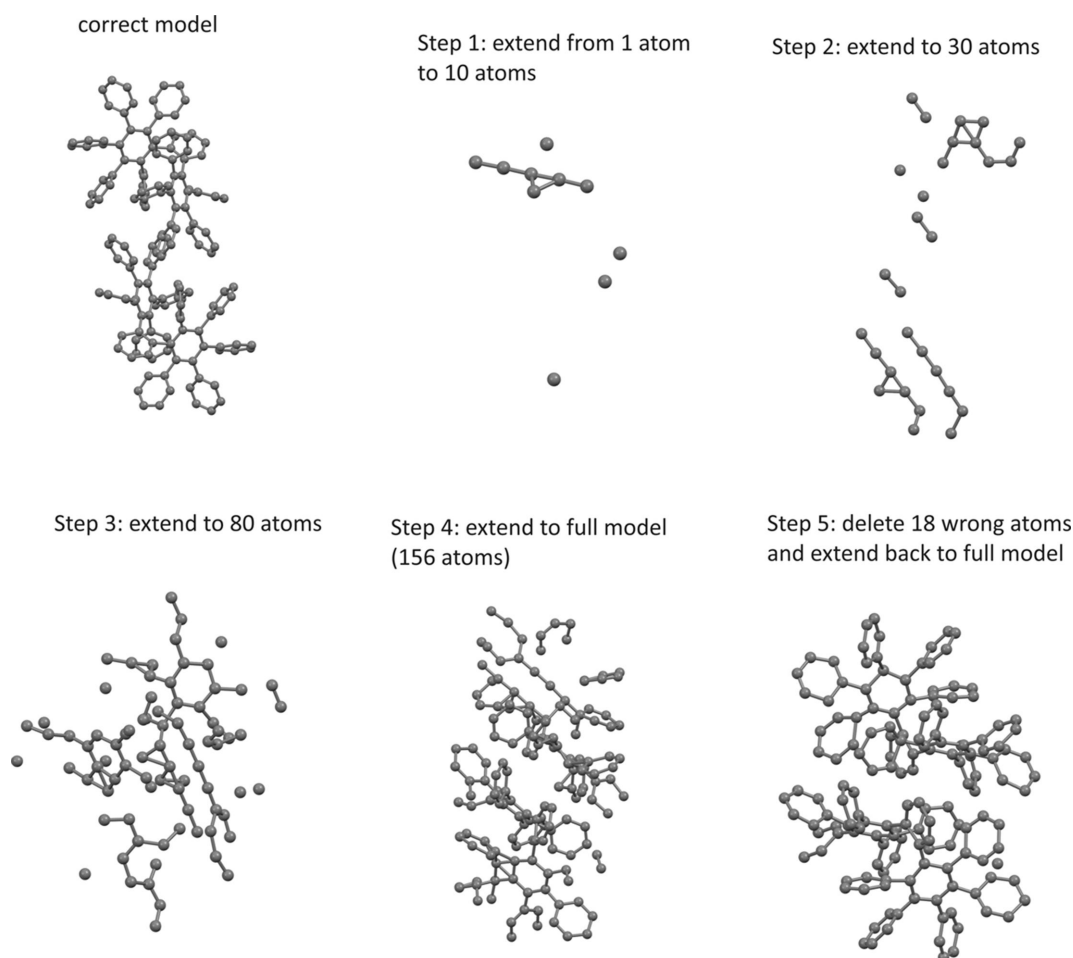 correct model
Step 1: extend from 1 atom
to 10 atoms
Step 2: extend to 30 atoms
Step 3: extend to 80 atoms
Step 4: extend to full model
(156 atoms)
Step 5: delete 18 wrong atoms
and extend back to full model